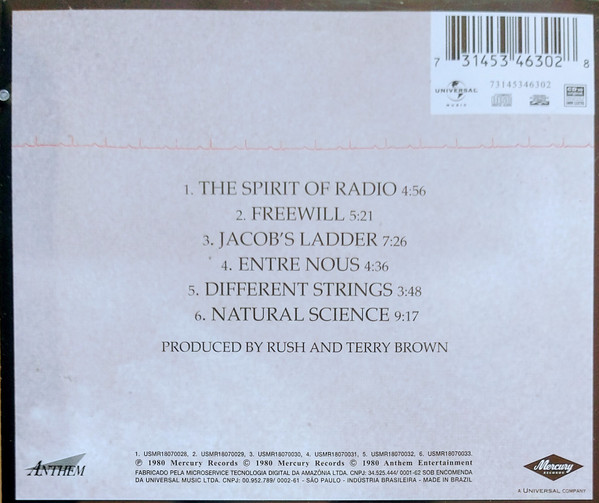 7 31453 46302 8
73145346302
UNIVERSAL
MUSIC
1. THE SPIRIT OF RADIO 4:56
2. FREEWILL 5:21
3. JACOB'S LADDER 7:26
4. ENTRE NOUS 4:36
5. DIFFERENT STRINGS 3:48
6. NATURAL SCIENCE 9:17
PRODUCED BY RUSH AND TERRY BROWN
ANTHEM
1. USMR18070028, 2. USMR18070029, 3. USMR18070030, 4. USMR18070031, 5. USMR18070032, 6. USMR18070033.
℗ 1980 Mercury Records © 1980 Mercury Records © 1980 Anthem Entertainment
FABRICADO PELA MICROSERVICE TECNOLOGIA DIGITAL DA AMAZÔNIA LTDA. CNPJ: 34.525.444/ 0001-62 SOB ENCOMENDA
DA UNIVERSAL MUSIC LTDA. CNPJ: 00.952.789/ 0002-61 - SÃO PAULO - INDÚSTRIA BRASILEIRA - MADE IN BRAZIL
Mercury
RECORDS
A UNIVERSAL COMPANY